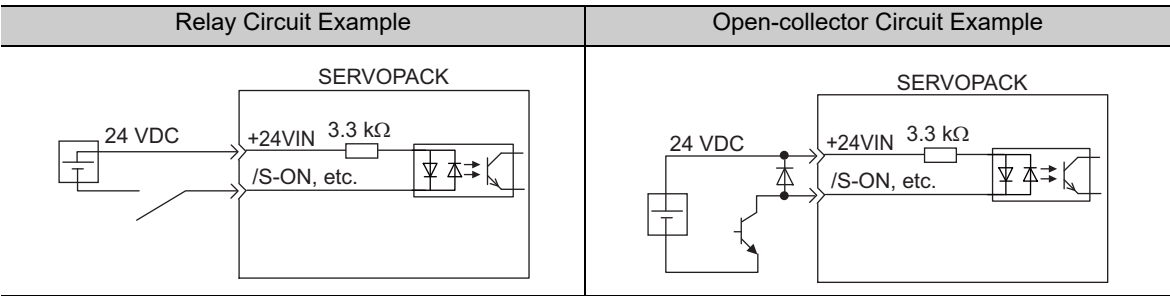 Relay Circuit Example
Open-collector Circuit Example
SERVOPACK
24 VDC
+24VIN
3.3 kΩ
/S-ON, etc.
SERVOPACK
24 VDC
+24VIN
3.3 kΩ
/S-ON, etc.